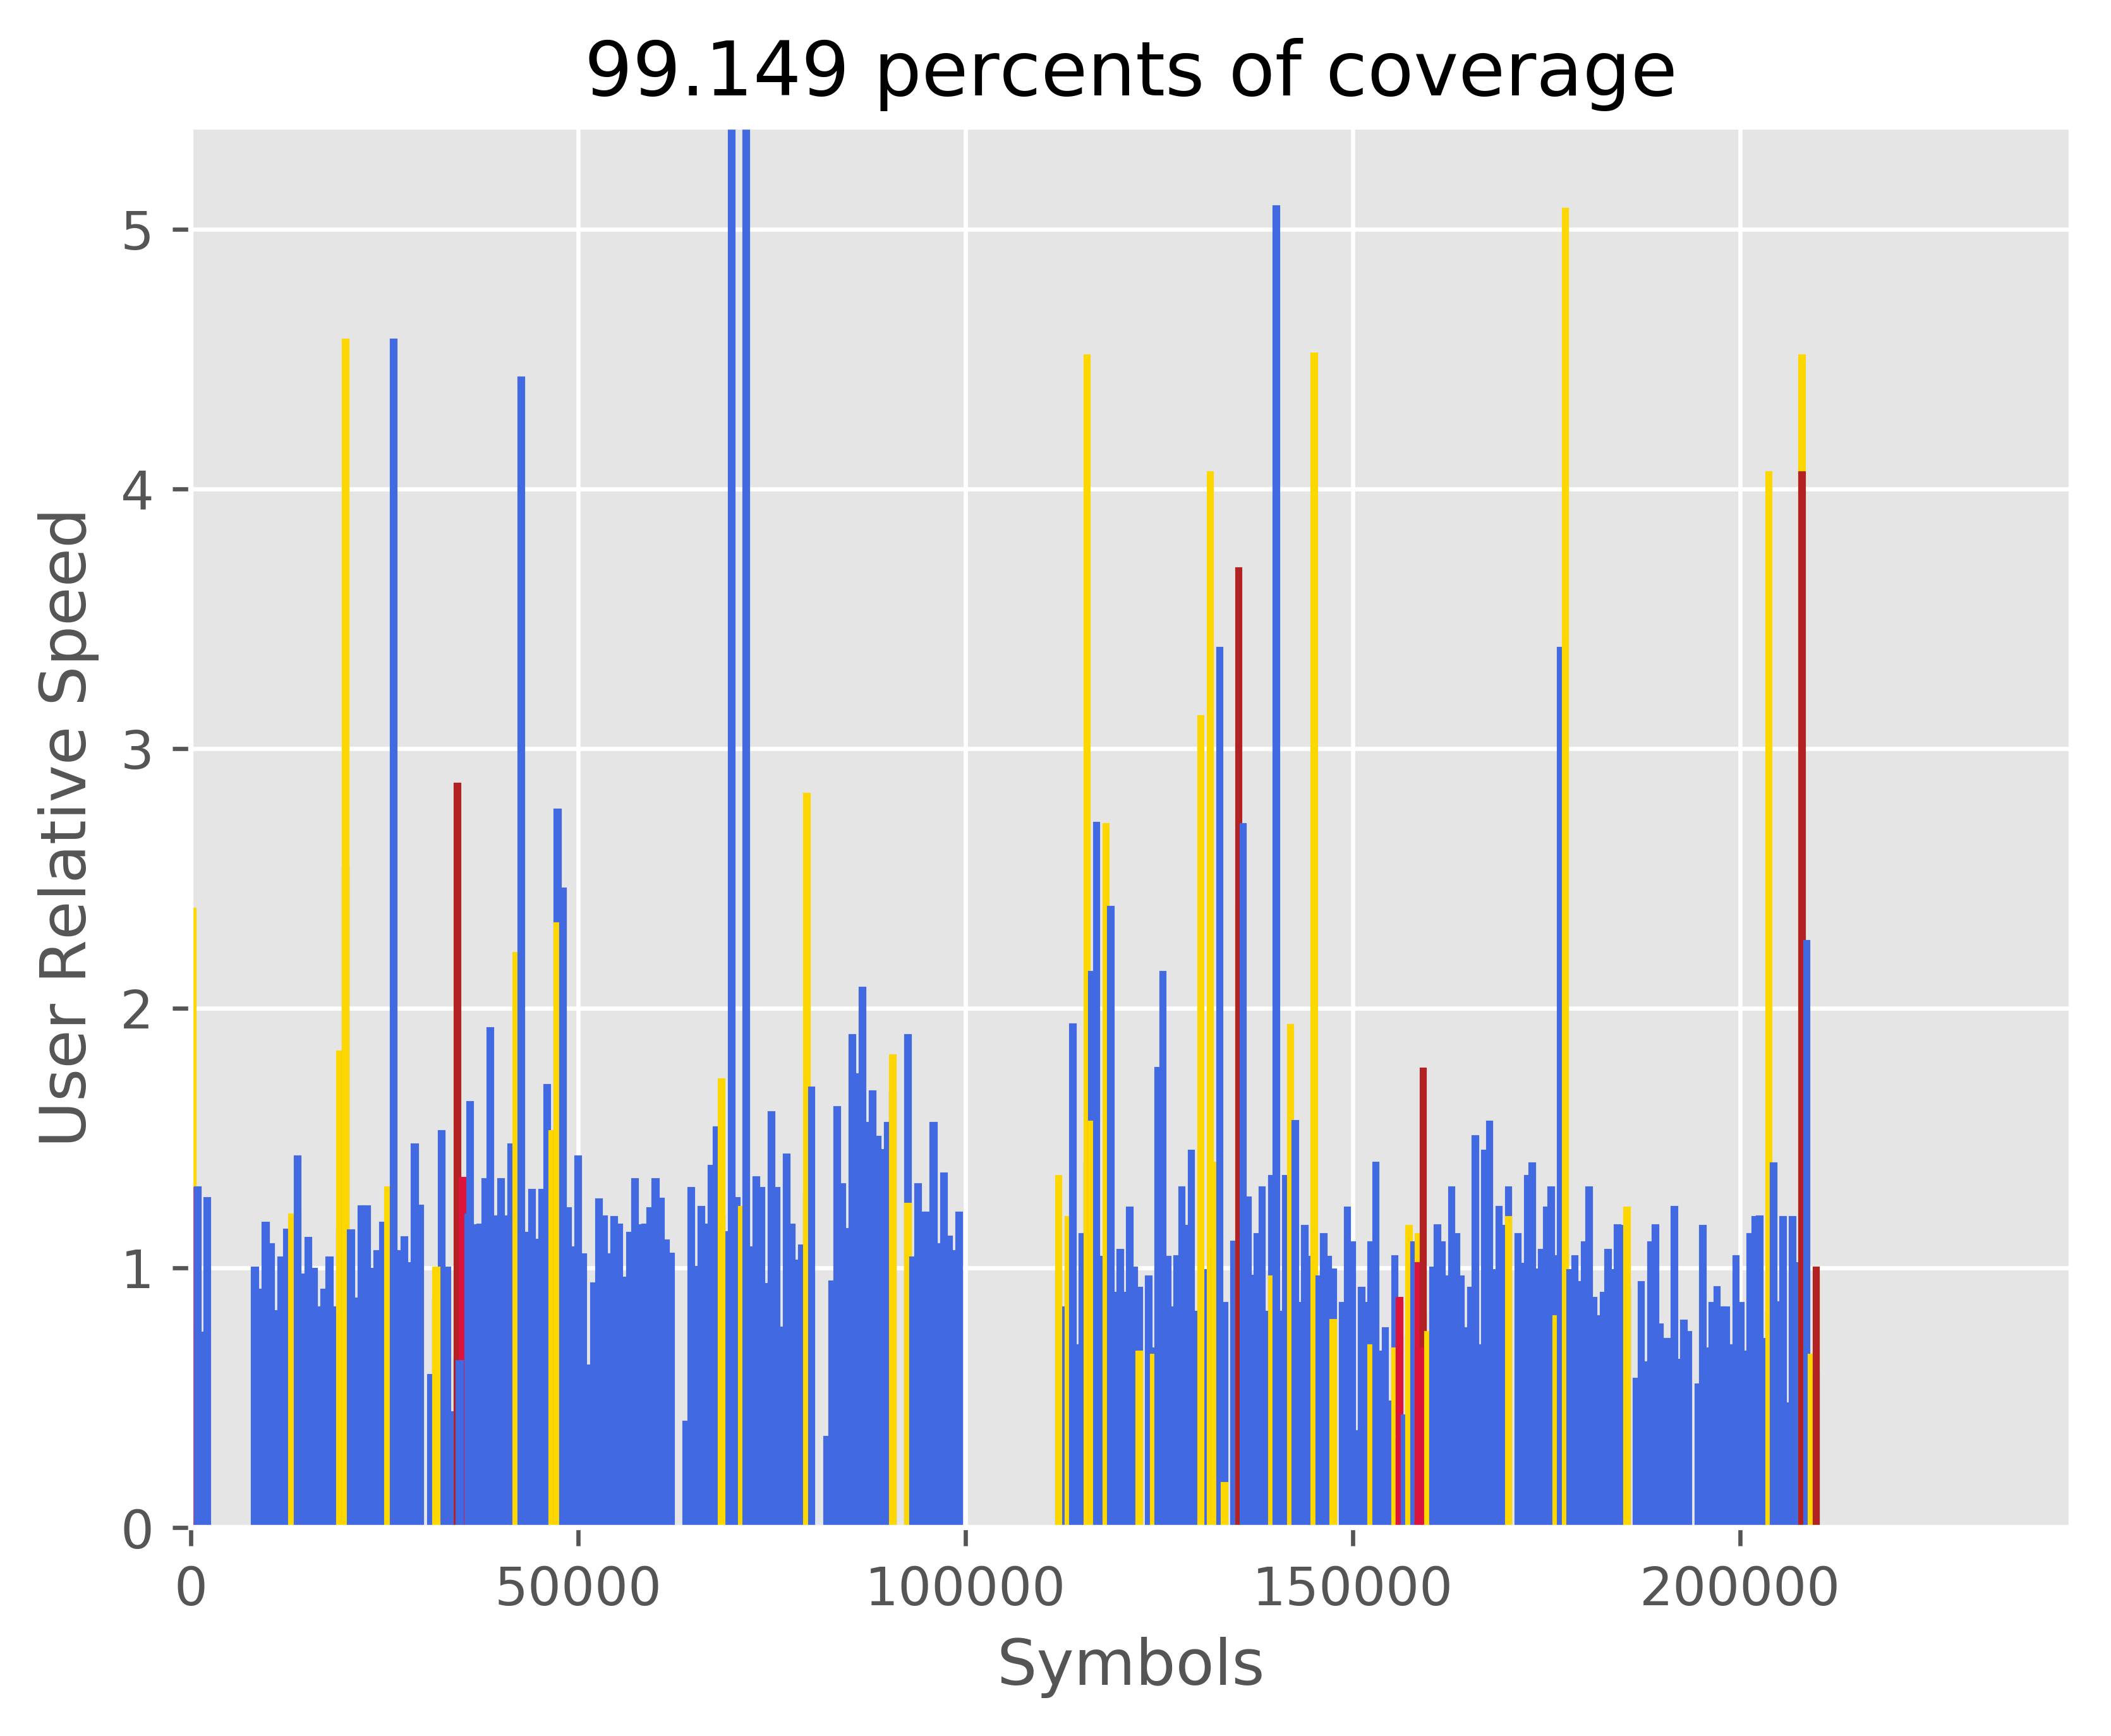 99.149 percents of coverage
User Relative Speed
5
4
3
2
1
0
0 50000 100000 150000 200000
Symbols